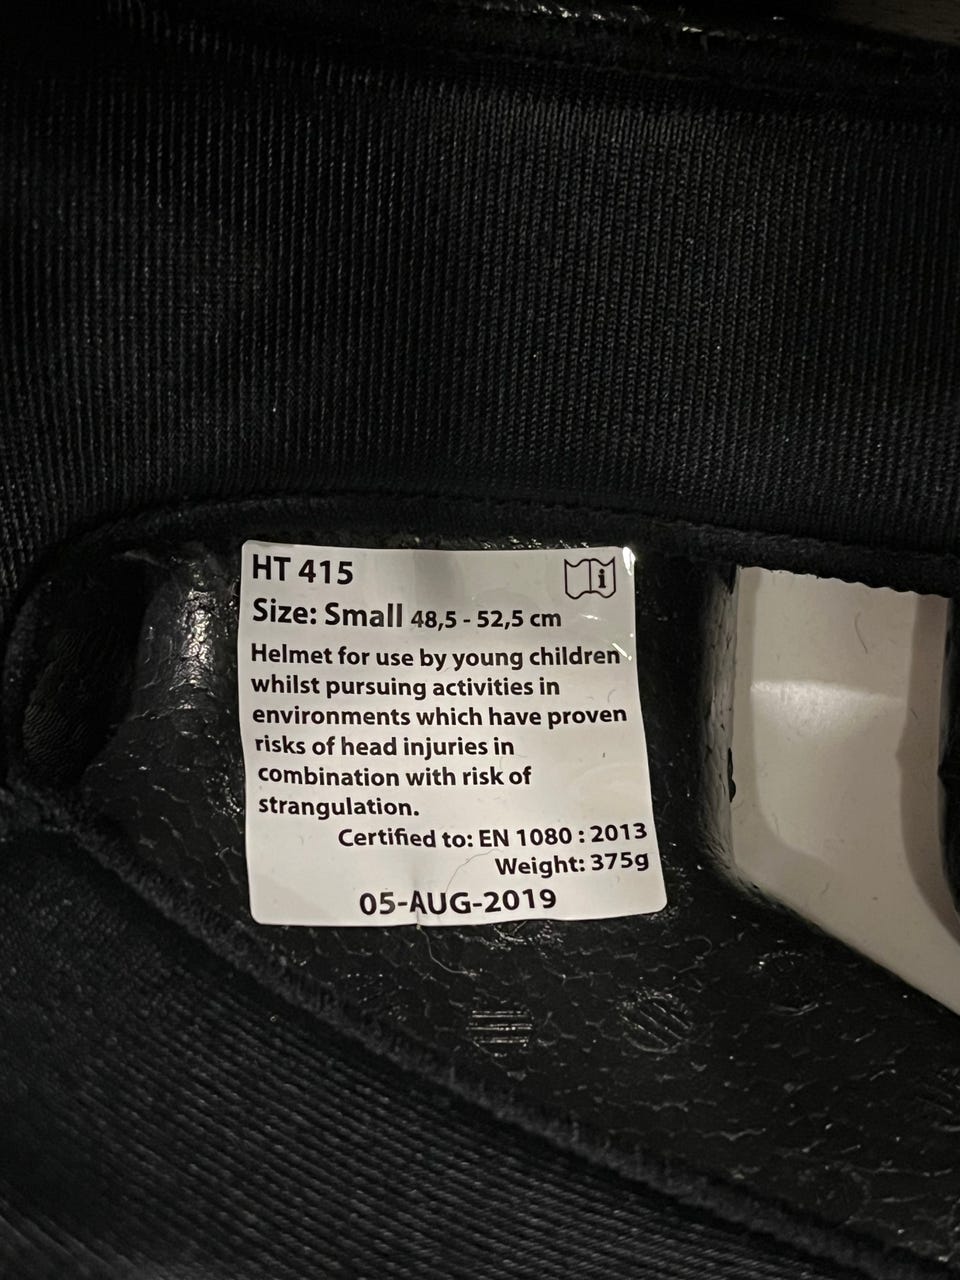 HT 415
i
Size: Small 48,5 - 52,5 cm
Helmet for use by young children
whilst pursuing activities in
environments which have proven
risks of head injuries in
combination with risk of
strangulation.
Certified to: EN 1080 : 2013
Weight: 375g
05-AUG-2019